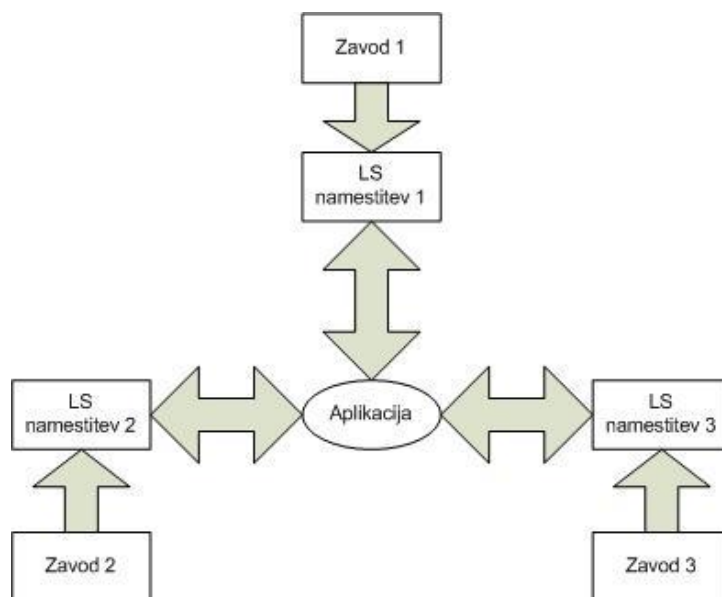 Zavod 1
LS
namestitev 1
LS
namestitev 2
Aplikacija
LS
namestitev 3
Zavod 2
Zavod 3